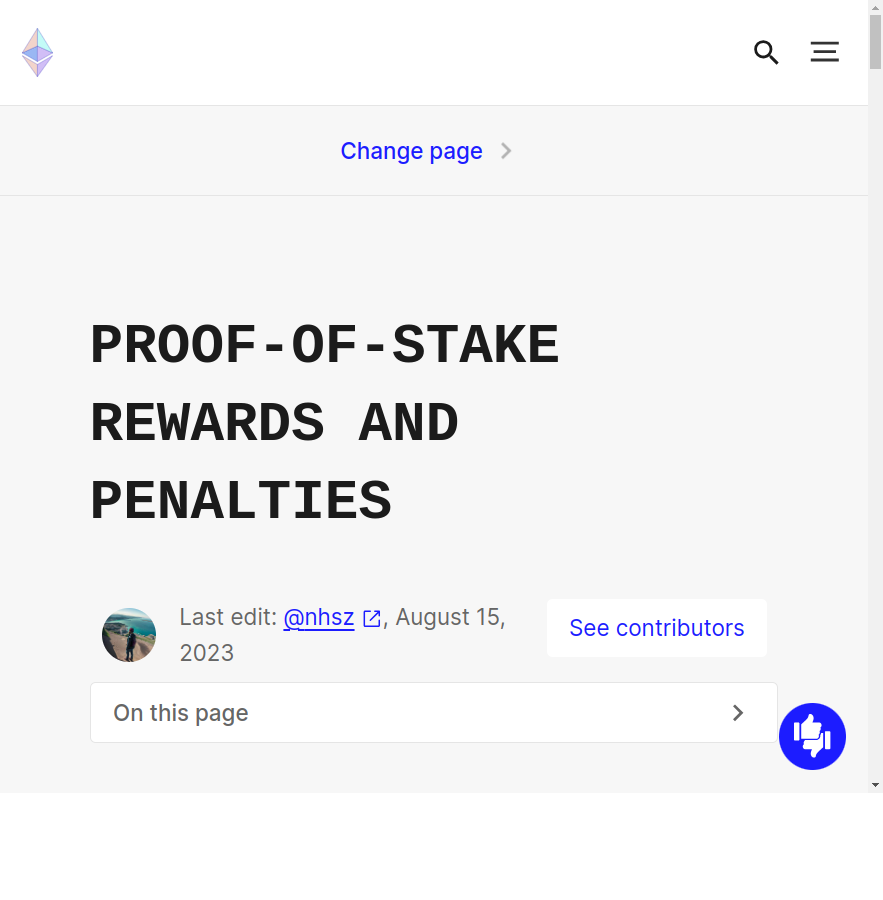 Change page
PROOF-OF-STAKE
REWARDS AND
PENALTIES
Last edit: @nhsz , August 15,
2023
See contributors
On this page